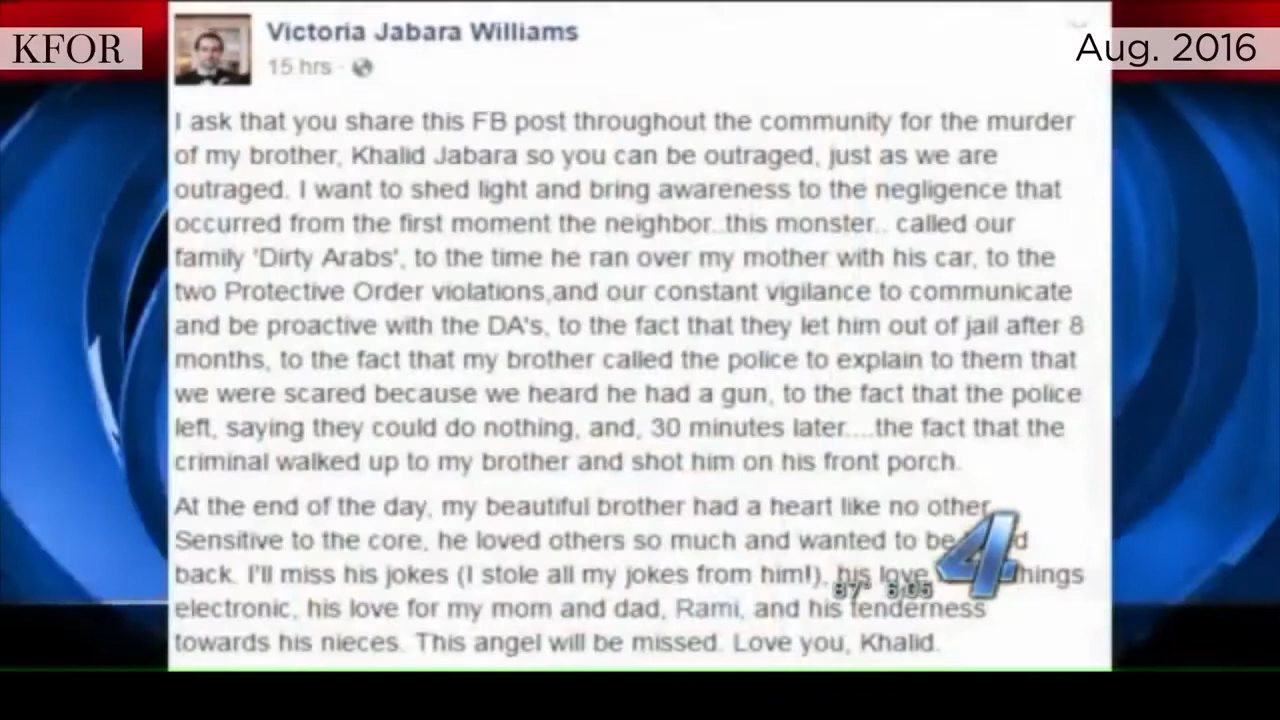 KFOR
Aug. 2016
Victoria Jabara Williams
15 hrs ·
I ask that you share this FB post throughout the community for the murder
of my brother, Khalid Jabara so you can be outraged, just as we are
outraged. I want to shed light and bring awareness to the negligence that
occurred from the first moment the neighbor..this monster.. called our
family 'Dirty Arabs', to the time he ran over my mother with his car, to the
two Protective Order violations,and our constant vigilance to communicate
and be proactive with the DA's, to the fact that they let him out of jail after 8
months, to the fact that my brother called the police to explain to them that
we were scared because we heard he had a gun, to the fact that the police
left, saying they could do nothing, and, 30 minutes later....the fact that the
criminal walked up to my brother and shot him on his front porch.
At the end of the day, my beautiful brother had a heart like no other.
Sensitive to the core, he loved others so much and wanted to be
back. I'll miss his jokes (I stole all my jokes from him!), his love
electronic, his love for my mom and dad, Rami, and his tenderness
towards his nieces. This angel will be missed. Love you, Khalid.
4
87° 6:05